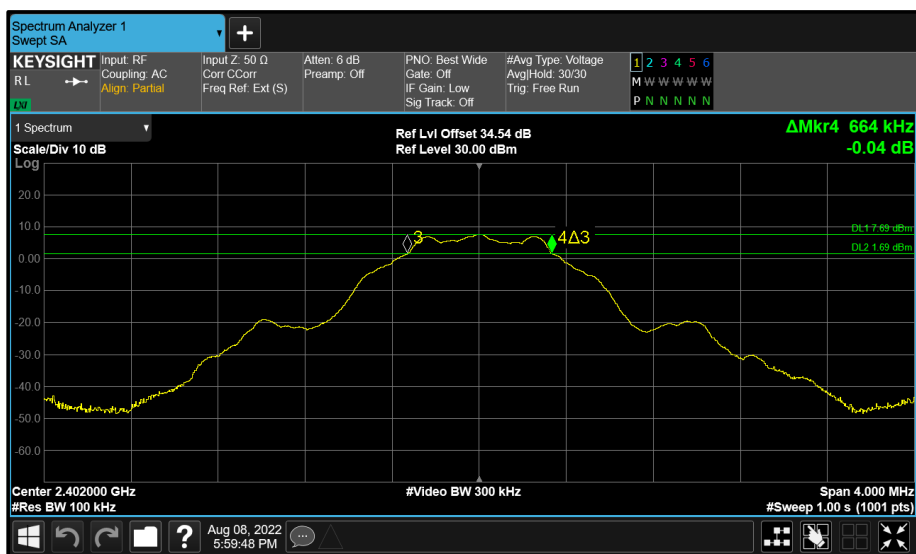 Spectrum Analyzer 1
Swept SA
+
KEYSIGHT
RL
LXI
Input: RF
Coupling: AC
Align: Partial
Input Z: 50 Ω
Corr CCorr
Freq Ref: Ext (S)
Atten: 6 dB
Preamp: Off
PNO: Best Wide
Gate: Off
IF Gain: Low
Sig Track: Off
#Avg Type: Voltage
Avg|Hold: 30/30
Trig: Free Run
1 2 3 4 5 6
M W W W W W
P N N N N N
1 Spectrum
Scale/Div 10 dB
Log
Ref Lvl Offset 34.54 dB
Ref Level 30.00 dBm
ΔMkr4 664 kHz
-0.04 dB
20.0
10.0
0.00
-10.0
-20.0
-30.0
-40.0
-50.0
-60.0
3
4Δ3
DL1 7.69 dBm
DL2 1.69 dBm
Center 2.402000 GHz
#Res BW 100 kHz
#Video BW 300 kHz
Span 4.000 MHz
#Sweep 1.00 s (1001 pts)
?
Aug 08, 2022
5:59:48 PM